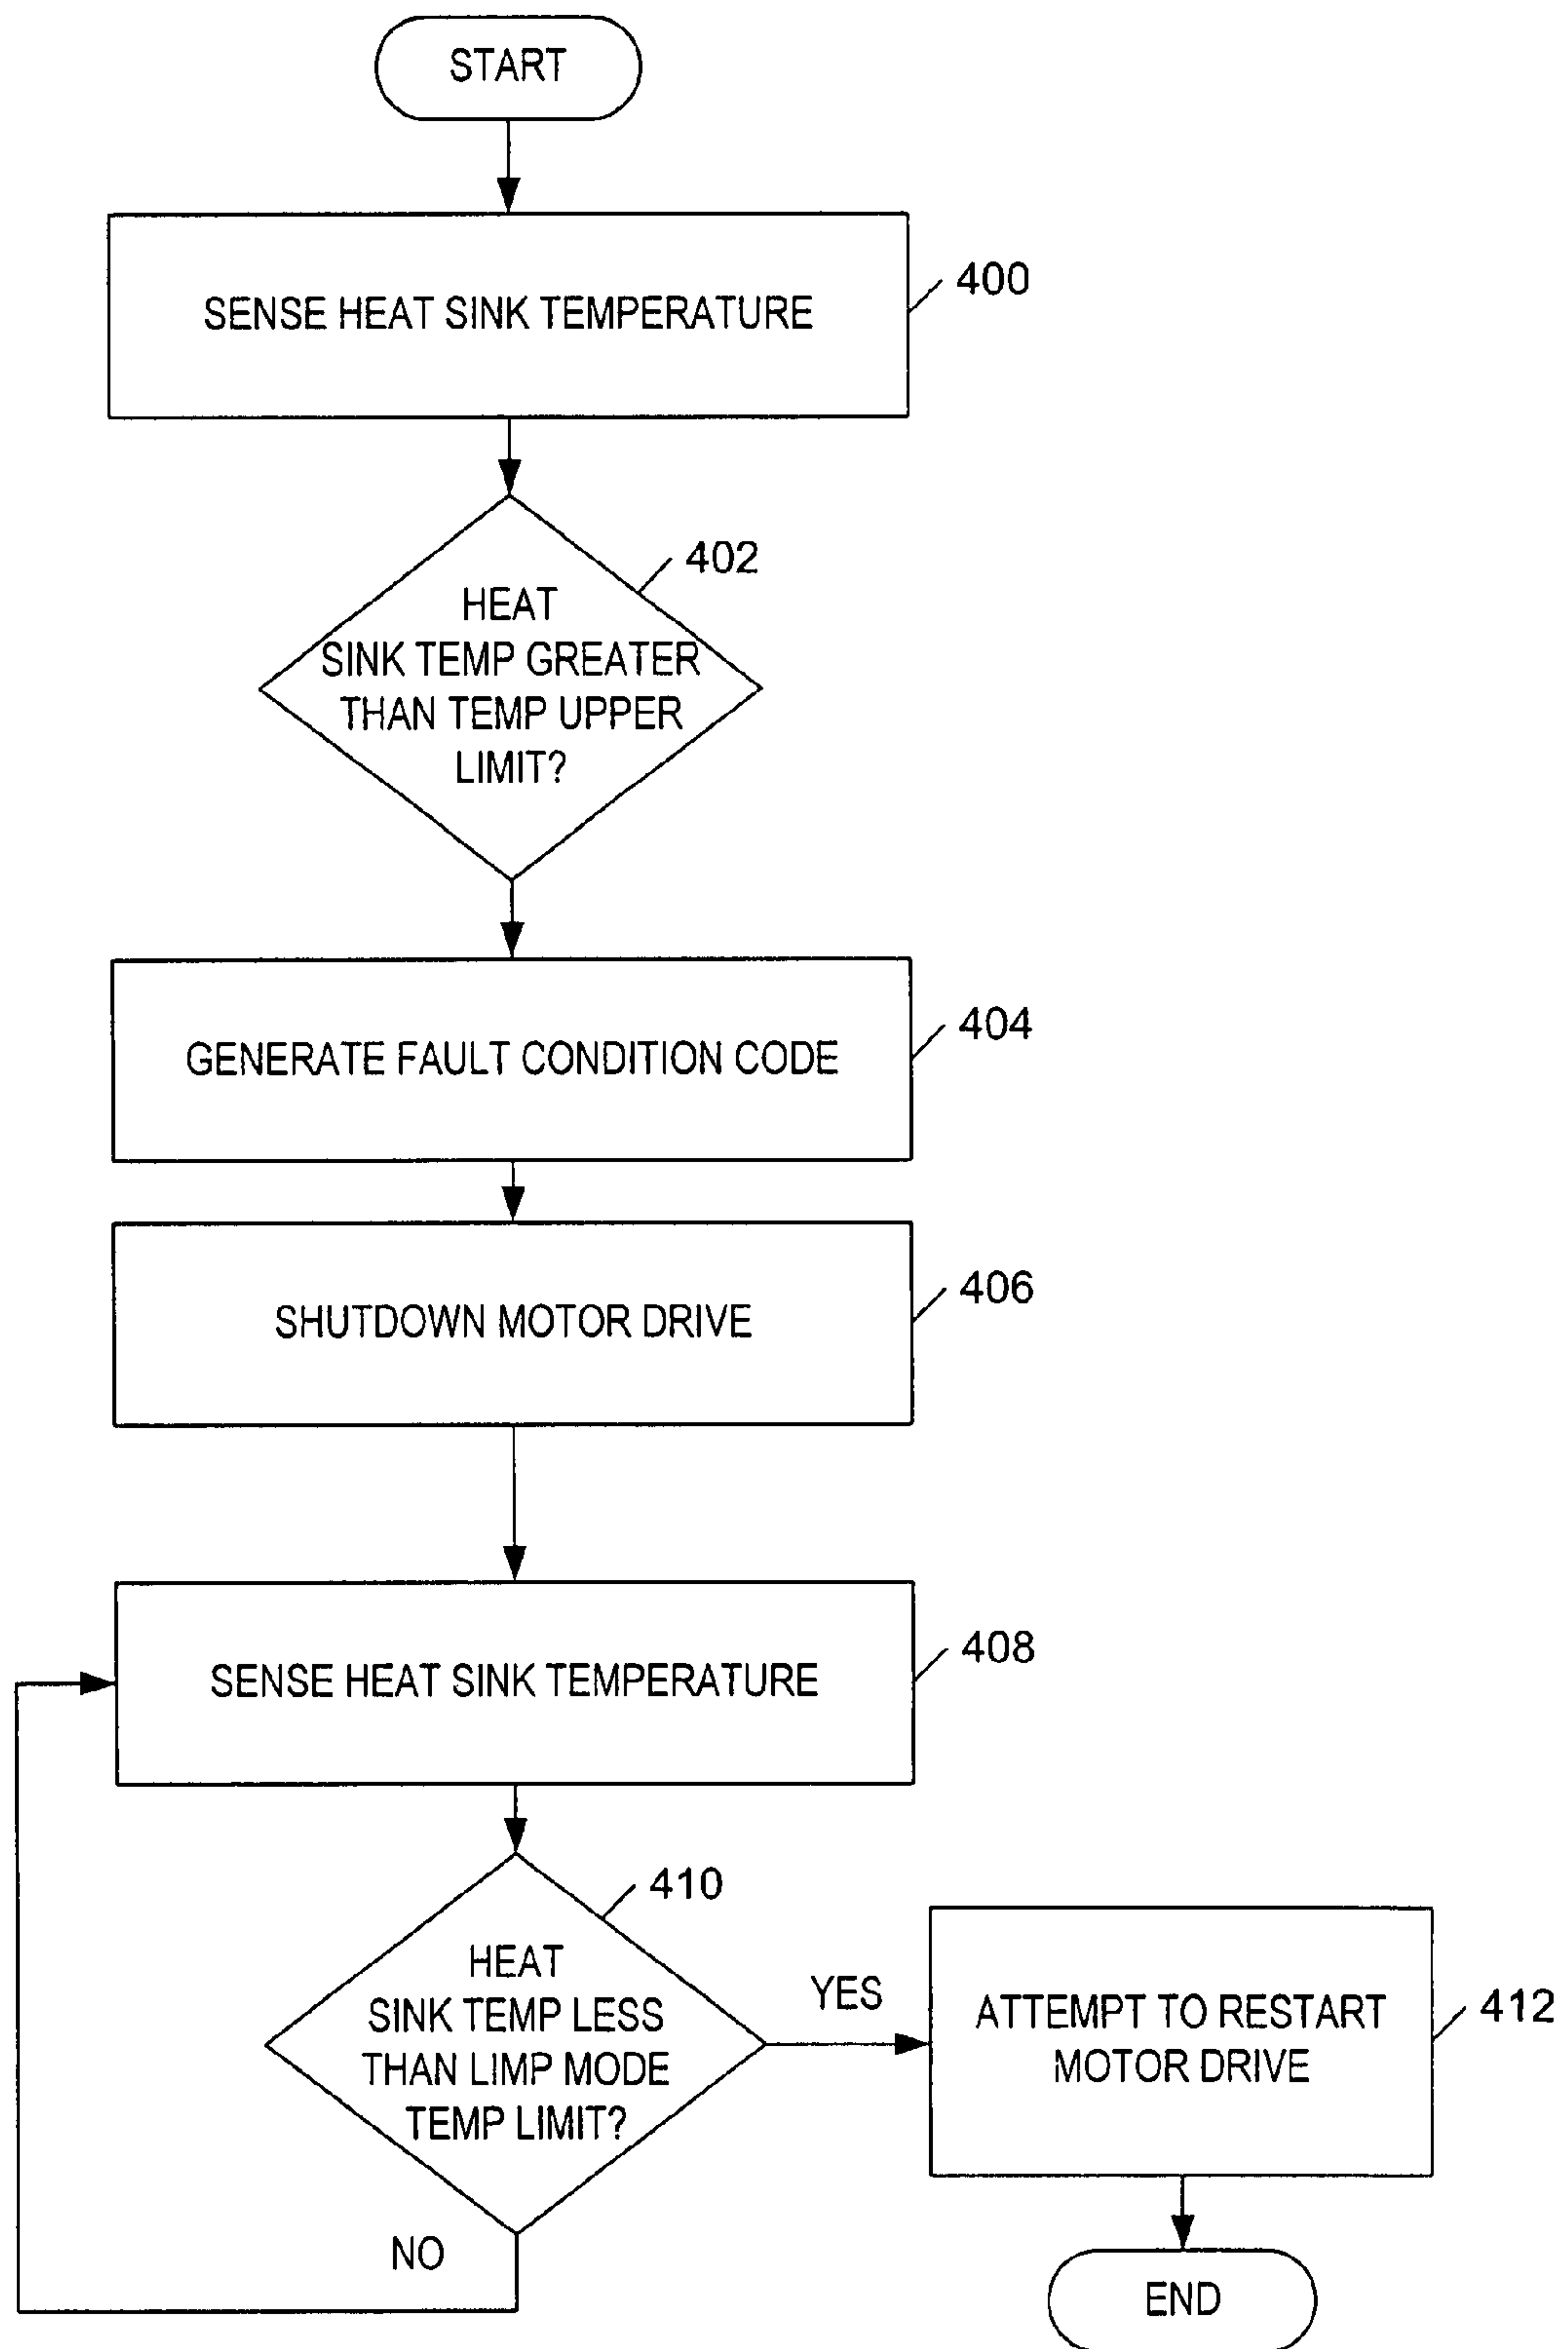 START
SENSE HEAT SINK TEMPERATURE
400
402
HEAT
SINK TEMP GREATER
THAN TEMP UPPER
LIMIT?
GENERATE FAULT CONDITION CODE
404
SHUTDOWN MOTOR DRIVE
406
SENSE HEAT SINK TEMPERATURE
408
410
HEAT
SINK TEMP LESS
THAN LIMP MODE
TEMP LIMIT?
YES
ATTEMPT TO RESTART
MOTOR DRIVE
412
NO
END